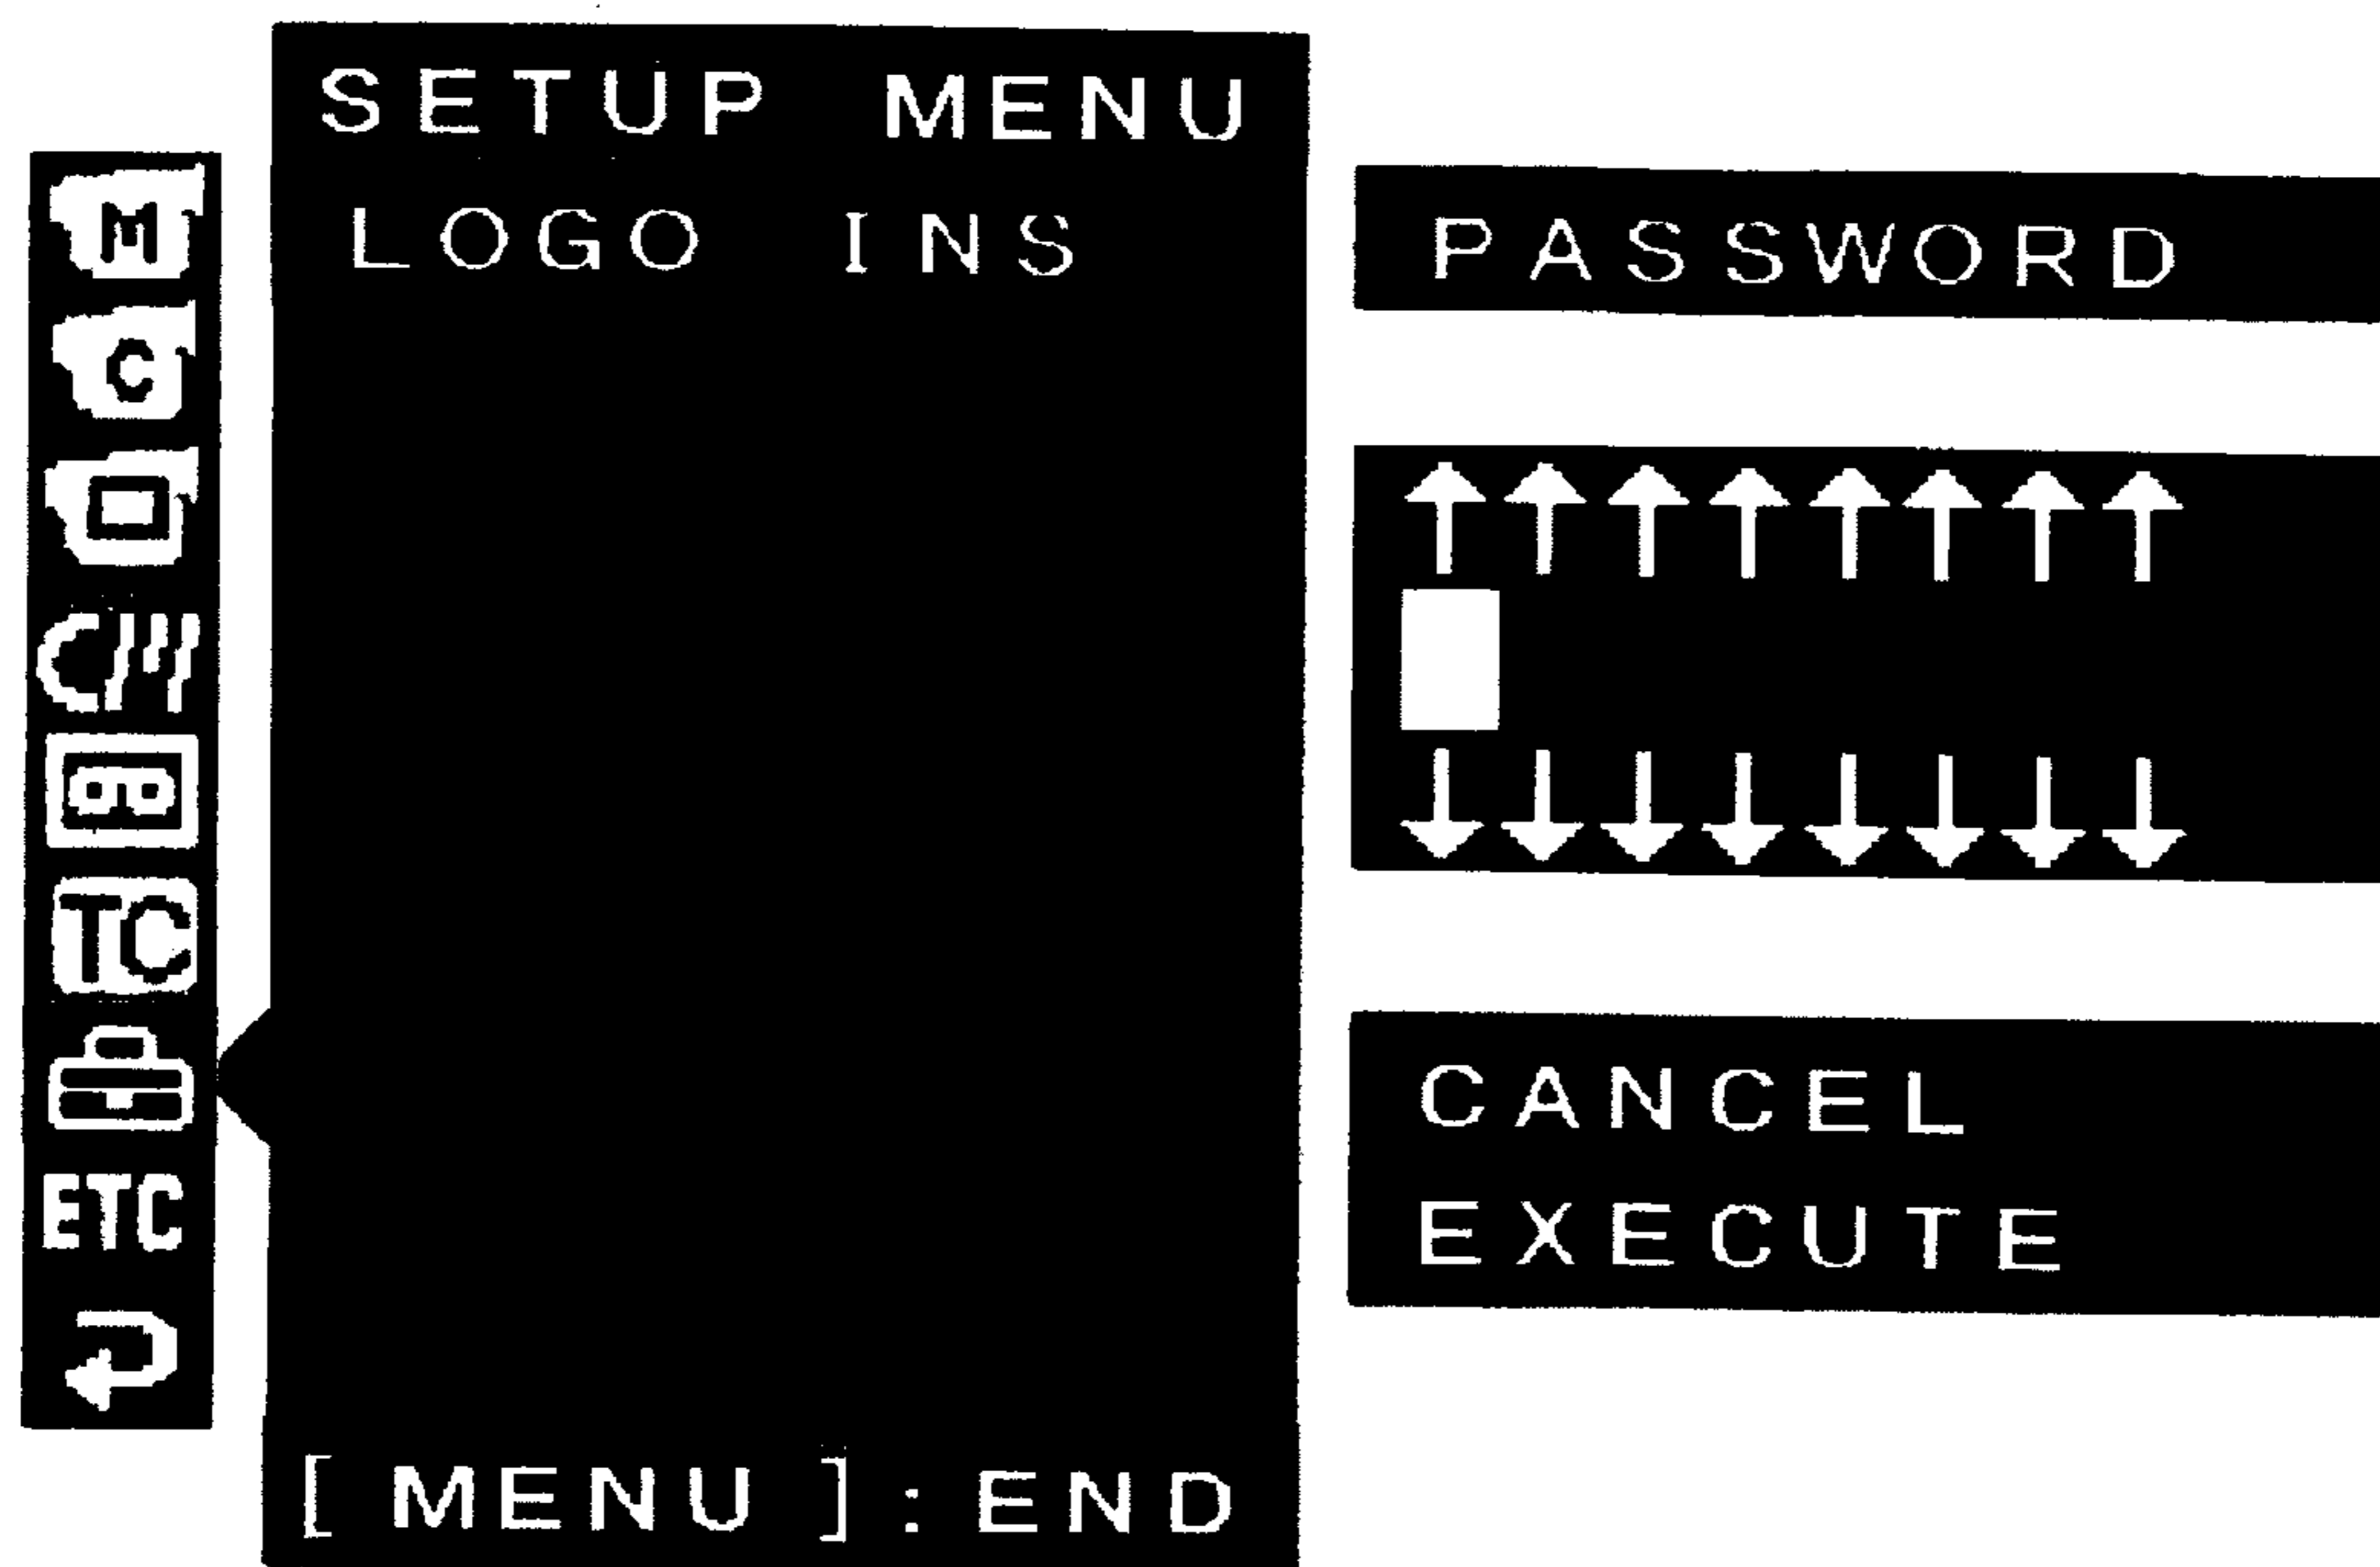 M
C
TC
ETC
SETUP MENU
LOGO INS
[ MENU ]:END
PASSWORD
↑↑↑↑↑↑↑↑
↓↓↓↓↓↓↓↓
CANCEL
EXECUTE